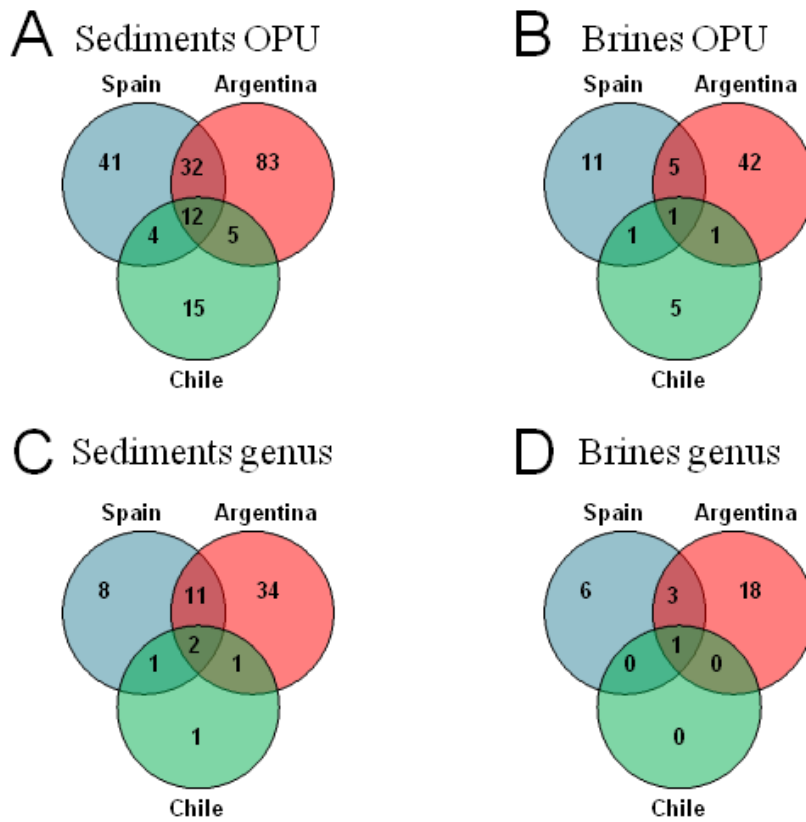 A Sediments OPU
Spain Argentina
41 32 83
12
4 5
15
Chile
B Brines OPU
Spain Argentina
11 5 42
1
1 1
5
Chile
C Sediments genus
Spain Argentina
8 11 34
2
1 1
1
Chile
D Brines genus
Spain Argentina
6 3 18
1
0 0
0
Chile